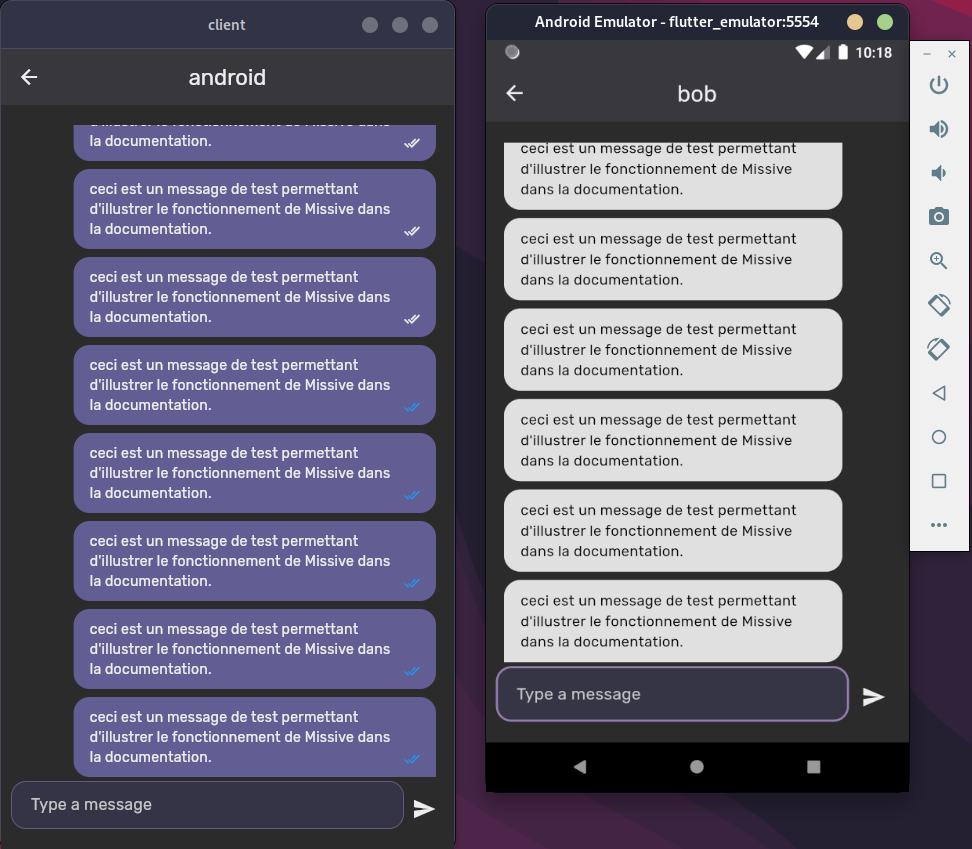 client
android
d'illustrer le fonctionnement de Missive dans
la documentation.
ceci est un message de test permettant
d'illustrer le fonctionnement de Missive dans
la documentation.
ceci est un message de test permettant
d'illustrer le fonctionnement de Missive dans
la documentation.
ceci est un message de test permettant
d'illustrer le fonctionnement de Missive dans
la documentation.
ceci est un message de test permettant
d'illustrer le fonctionnement de Missive dans
la documentation.
ceci est un message de test permettant
d'illustrer le fonctionnement de Missive dans
la documentation.
ceci est un message de test permettant
d'illustrer le fonctionnement de Missive dans
la documentation.
ceci est un message de test permettant
d'illustrer le fonctionnement de Missive dans
la documentation.
Type a message
Android Emulator - flutter_emulator:5554
10:18
bob
ceci est un message de test permettant
d'illustrer le fonctionnement de Missive
dans la documentation.
ceci est un message de test permettant
d'illustrer le fonctionnement de Missive
dans la documentation.
ceci est un message de test permettant
d'illustrer le fonctionnement de Missive
dans la documentation.
ceci est un message de test permettant
d'illustrer le fonctionnement de Missive
dans la documentation.
ceci est un message de test permettant
d'illustrer le fonctionnement de Missive
dans la documentation.
ceci est un message de test permettant
d'illustrer le fonctionnement de Missive
dans la documentation.
Type a message